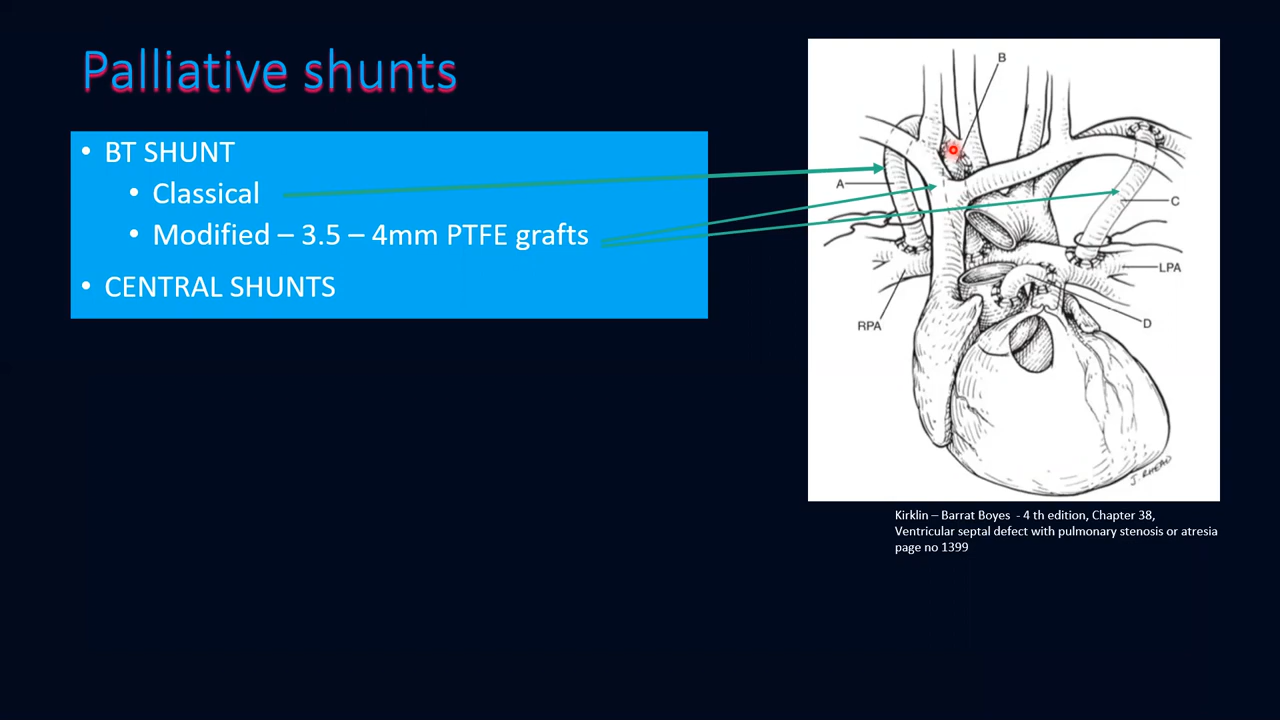 Palliative shunts
• BT SHUNT
• Classical
• Modified – 3.5 – 4mm PTFE grafts
• CENTRAL SHUNTS
B
A
C
LPA
RPA
D
J. RHEAD
Kirklin – Barrat Boyes - 4 th edition, Chapter 38,
Ventricular septal defect with pulmonary stenosis or atresia
page no 1399